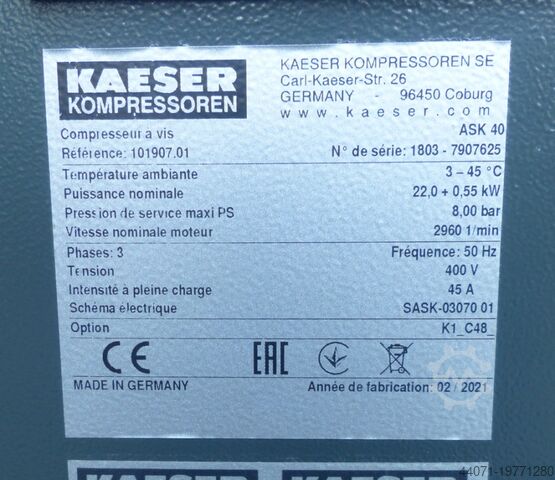 KAESER
KOMPRESSOREN
KAESER KOMPRESSOREN SE
Carl-Kaeser-Str. 26
GERMANY - 96450 Coburg
www.kaeser.com
Compresseur à vis ASK 40
Référence: 101907.01 N° de série: 1803 - 7907625
Température ambiante 3 – 45 °C
Puissance nominale 22,0 + 0,55 kW
Pression de service maxi PS 8,00 bar
Vitesse nominale moteur 2960 1/min
Phases: 3 Fréquence: 50 Hz
Tension 400 V
Intensité à pleine charge 45 A
Schéma électrique SASK-03070 01
Option K1_C48_
CE EAC
MADE IN GERMANY Année de fabrication: 02 / 2021
KAESER KAESER
44071-19771280